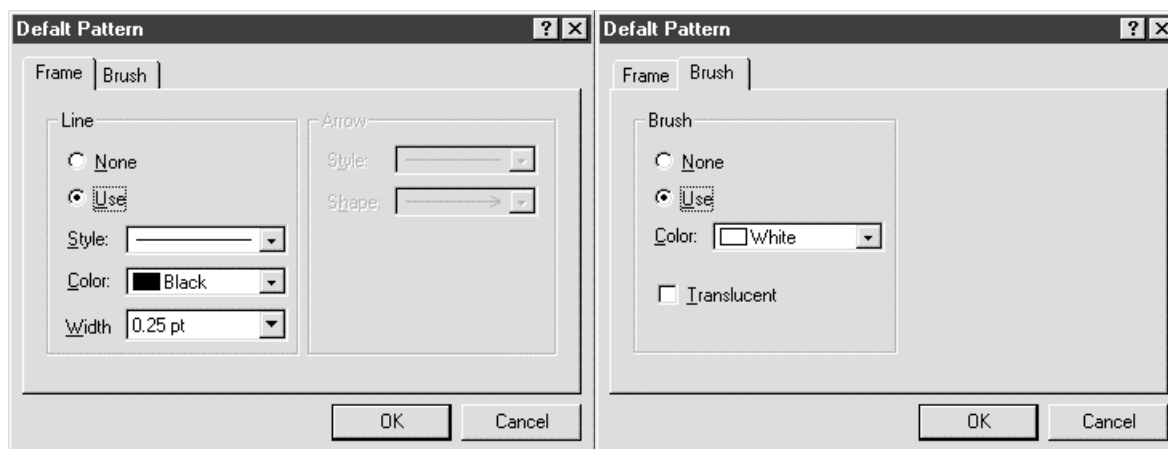 Defalt Pattern
?
Frame
Brush
Line
None
Use
Style:
Color:
Black
Width
0.25 pt
Arrow
Style:
Shape:
OK
Cancel
Defalt Pattern
?
Frame
Brush
Brush
None
Use
Color:
White
Translucent
OK
Cancel